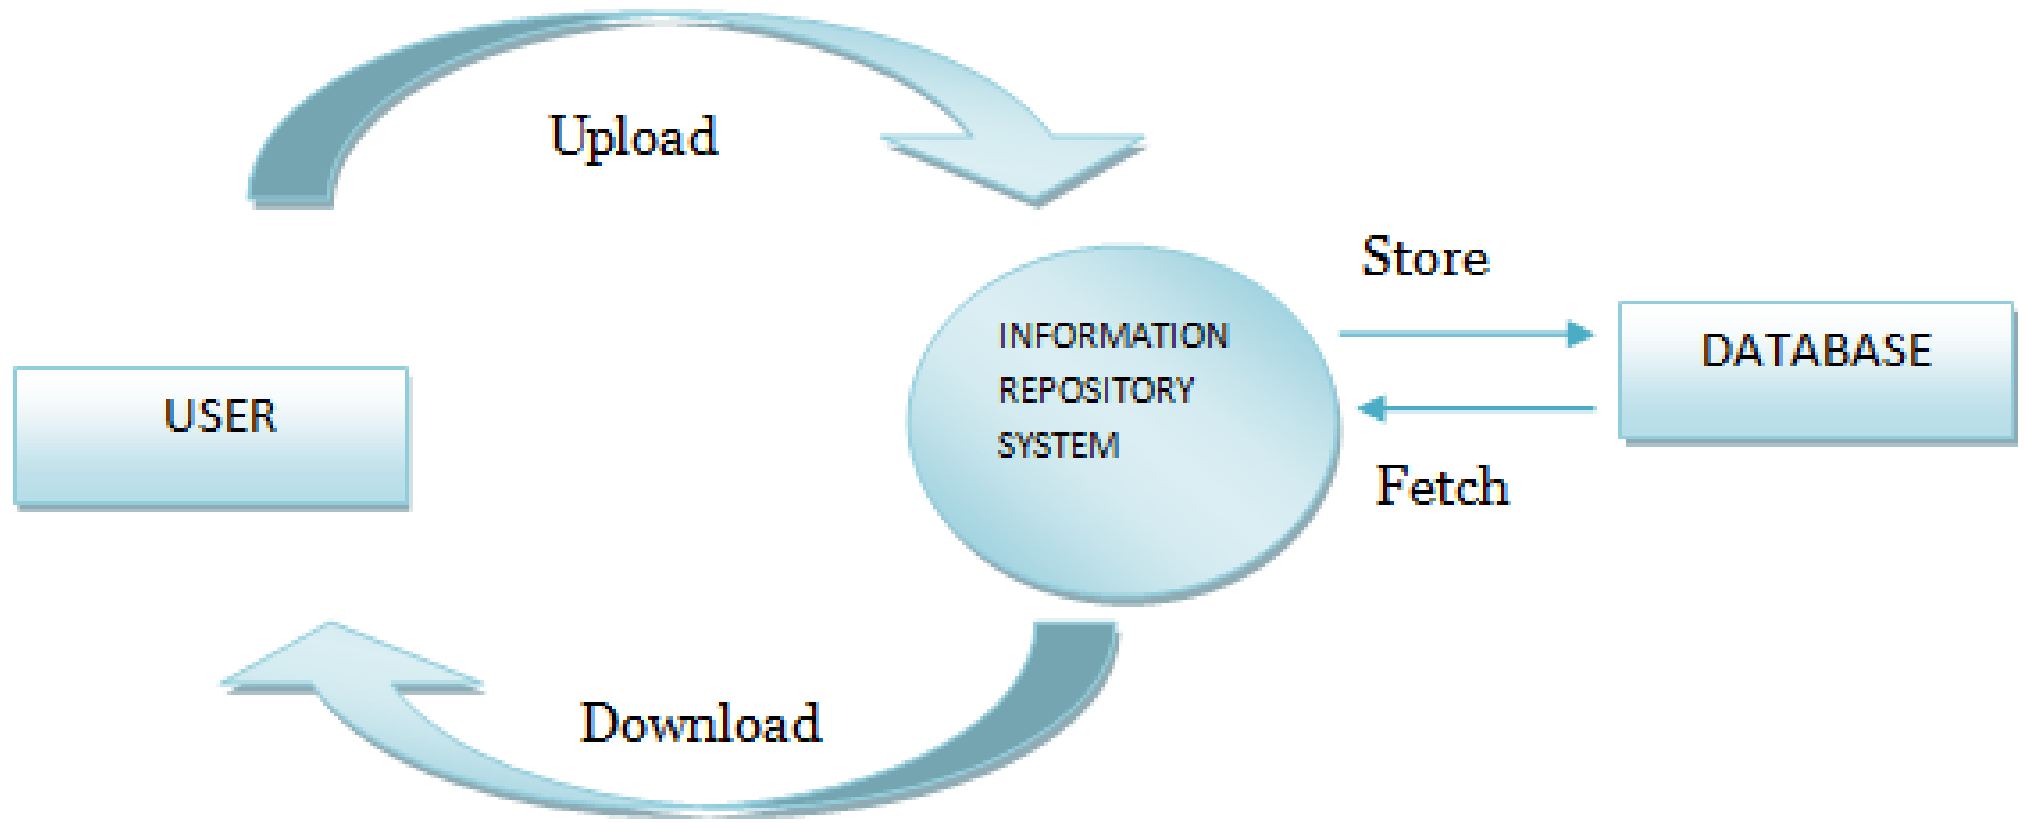 Upload
Store
INFORMATION
REPOSITORY
SYSTEM
DATABASE
USER
Fetch
Download